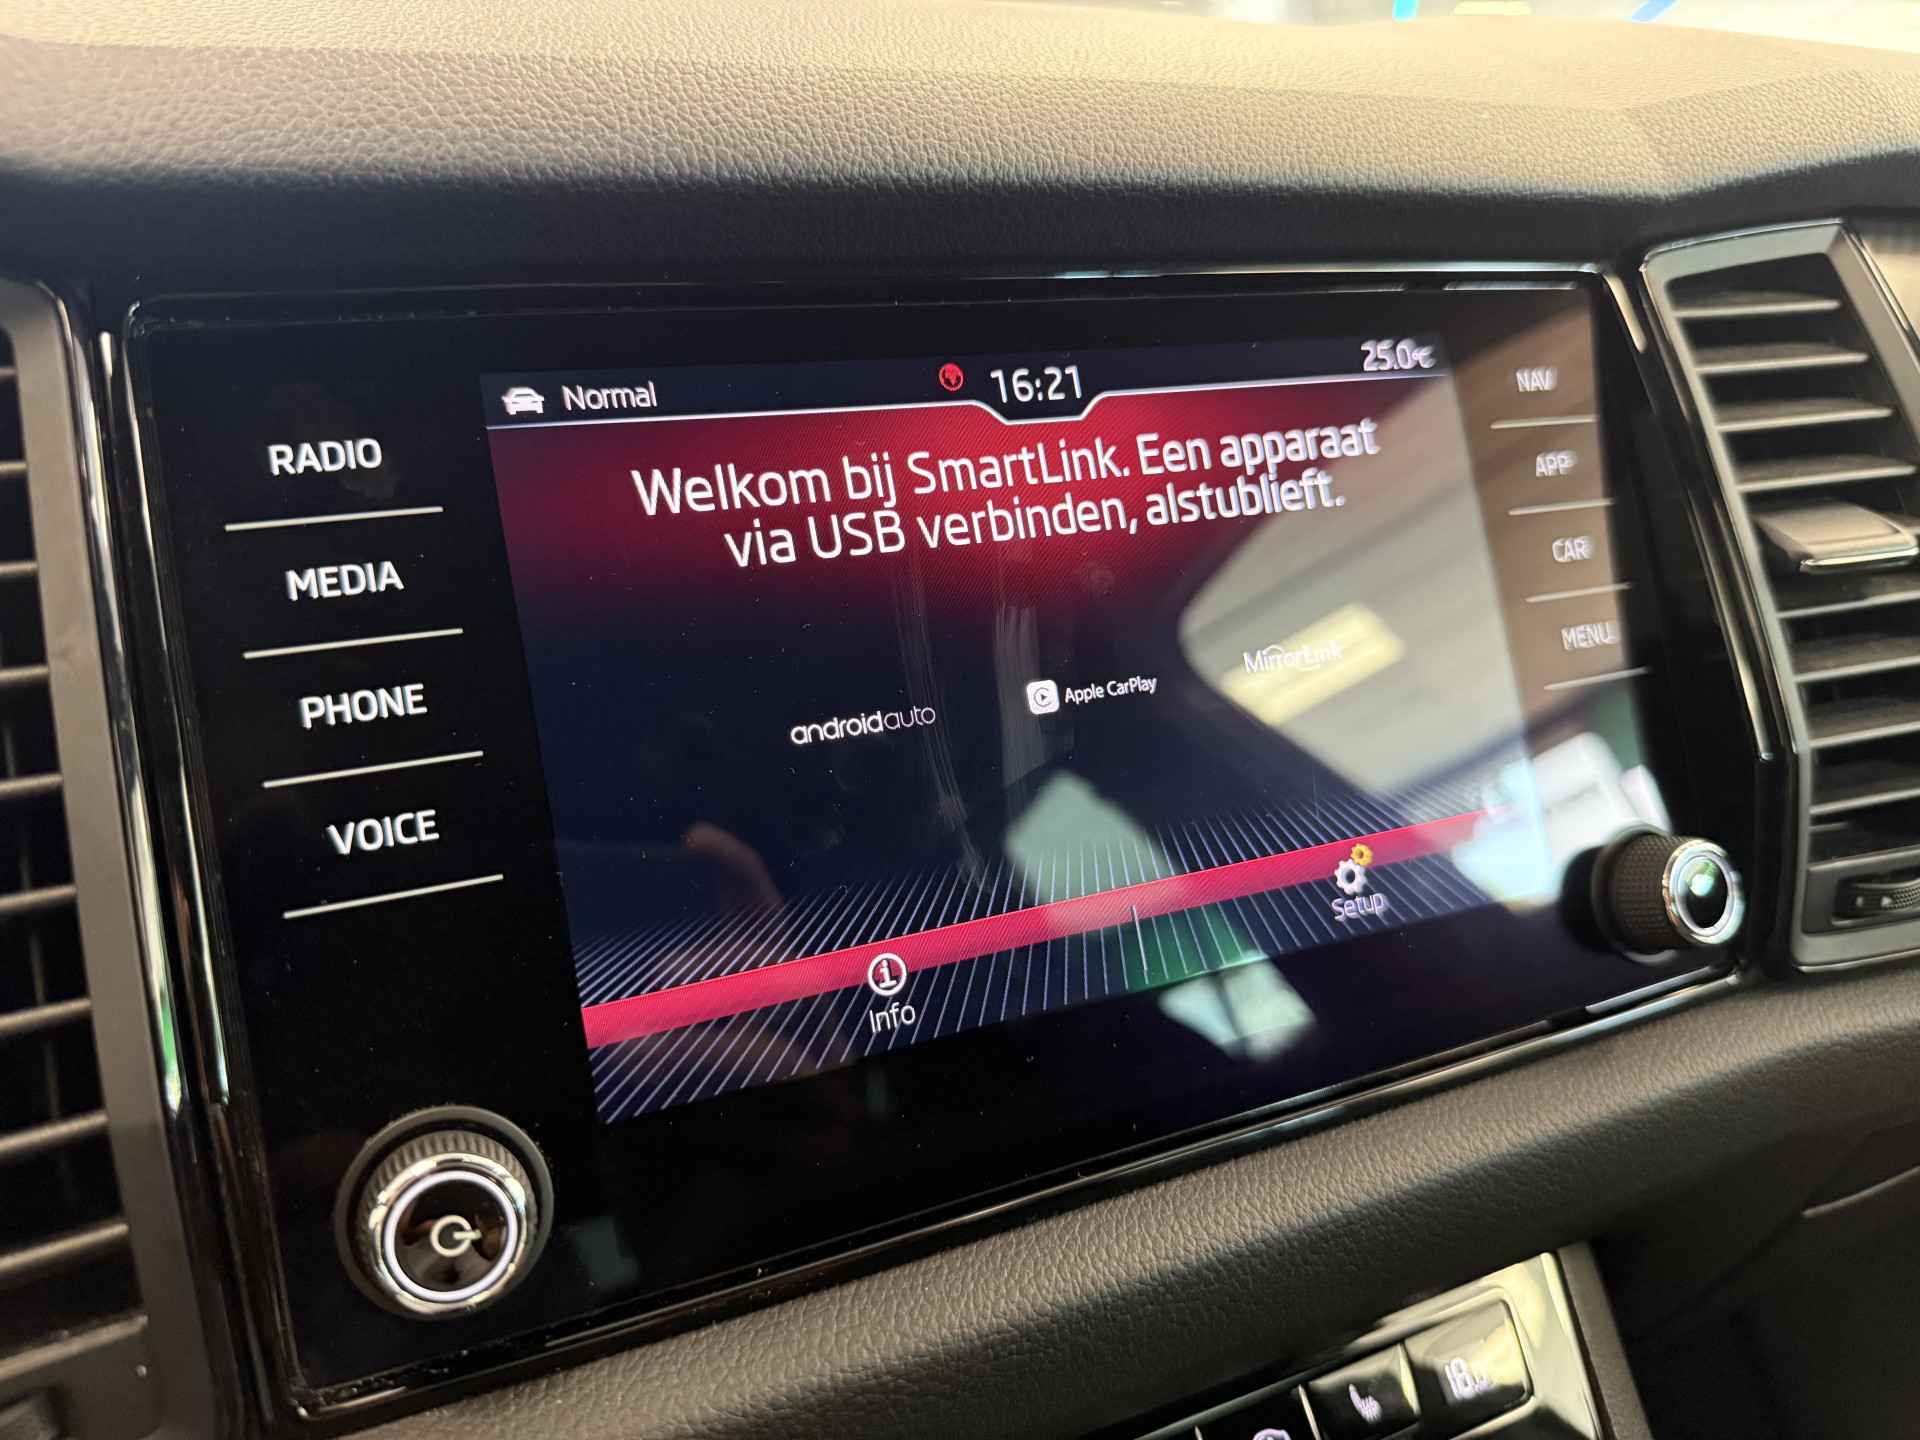 Normal
16:21
25.0°C
RADIO
MEDIA
PHONE
VOICE
Welkom bij SmartLink. Een apparaat
via USB verbinden, alstublieft.
androidauto
Apple CarPlay
MirrorLink
Info
Setup
NAV
APP
CAR
MENU